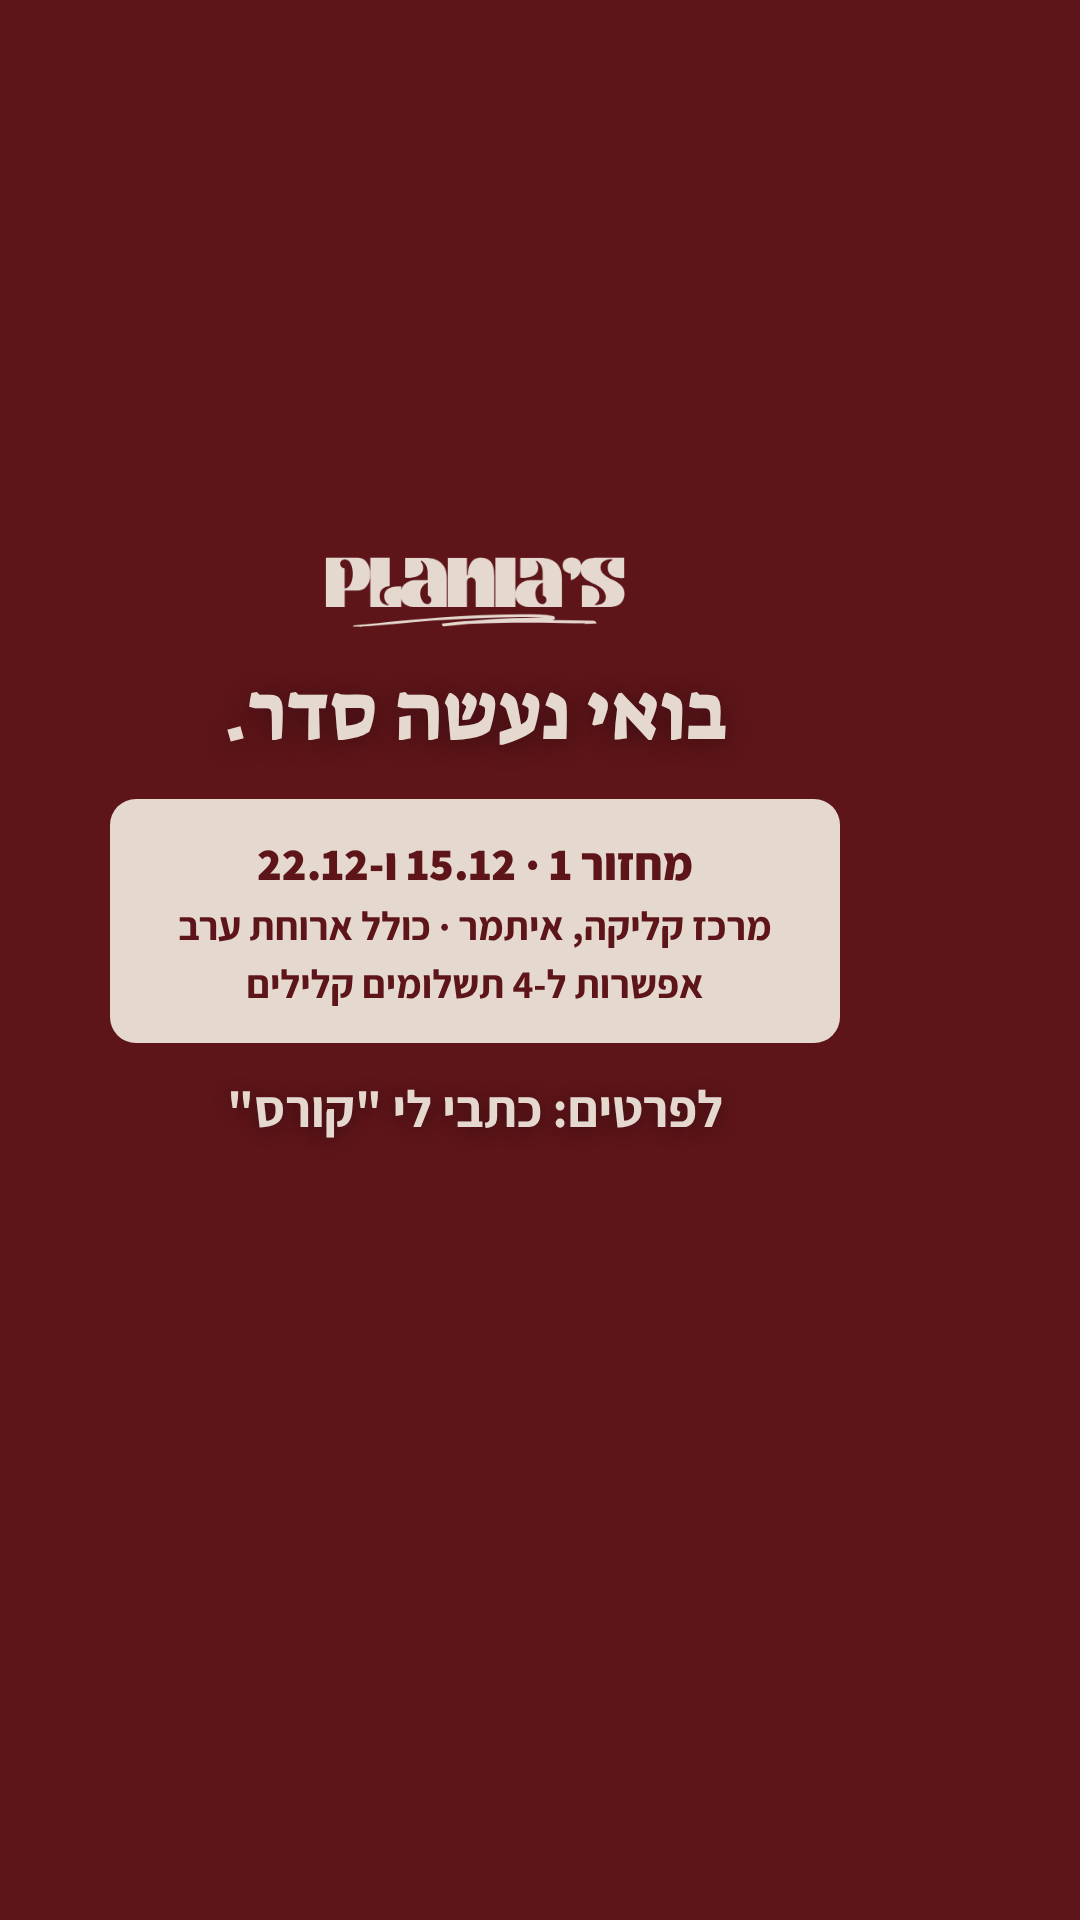 PLANIA'S
בואי נעשה סדר.
מחזור 1 · 15.12 ו-22.12
מרכז קליקה, איתמר · כולל ארוחת ערב
אפשרות ל-4 תשלומים קלילים
לפרטים: כתבי לי "קורס"